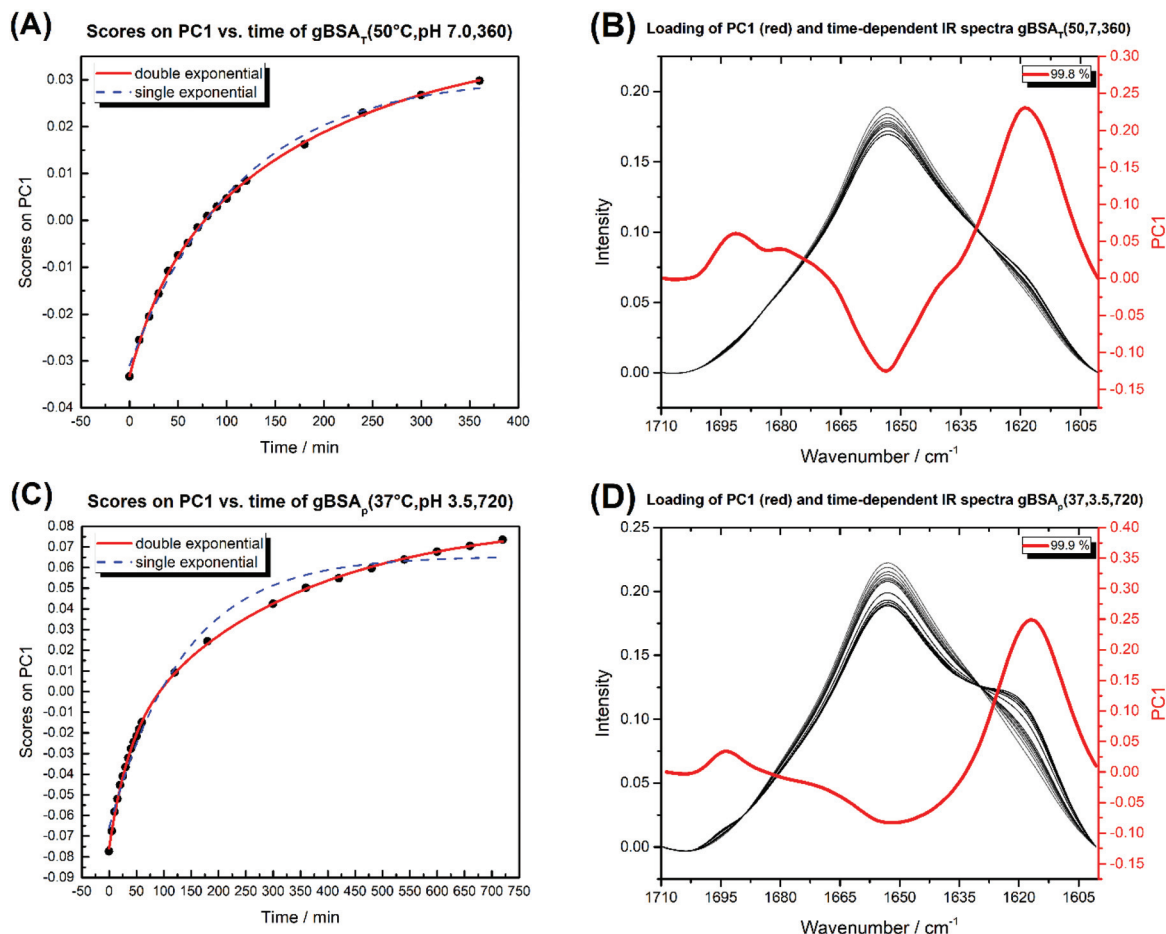 (A)
Scores on PC1 vs. time of gBSA_T(50°C,pH 7.0,360)
double exponential
single exponential
0.03
0.02
0.01
0.00
-0.01
-0.02
-0.03
-0.04
Scores on PC1
-50 0 50 100 150 200 250 300 350 400
Time / min
(B)
Loading of PC1 (red) and time-dependent IR spectra gBSA_T(50,7,360)
99.8 %
0.20
0.15
0.10
0.05
0.00
Intensity
0.30
0.25
0.20
0.15
0.10
0.05
0.00
-0.05
-0.10
-0.15
PC1
1710 1695 1680 1665 1650 1635 1620 1605
Wavenumber / cm⁻¹
(C)
Scores on PC1 vs. time of gBSA_p(37°C,pH 3.5,720)
double exponential
single exponential
0.08
0.07
0.06
0.05
0.04
0.03
0.02
0.01
0.00
-0.01
-0.02
-0.03
-0.04
-0.05
-0.06
-0.07
-0.08
-0.09
Scores on PC1
-50 0 50 100 150 200 250 300 350 400 450 500 550 600 650 700 750
Time / min
(D)
Loading of PC1 (red) and time-dependent IR spectra gBSA_p(37,3.5,720)
99.9 %
0.25
0.20
0.15
0.10
0.05
0.00
Intensity
0.40
0.35
0.30
0.25
0.20
0.15
0.10
0.05
0.00
-0.05
-0.10
-0.15
PC1
1710 1695 1680 1665 1650 1635 1620 1605
Wavenumber / cm⁻¹